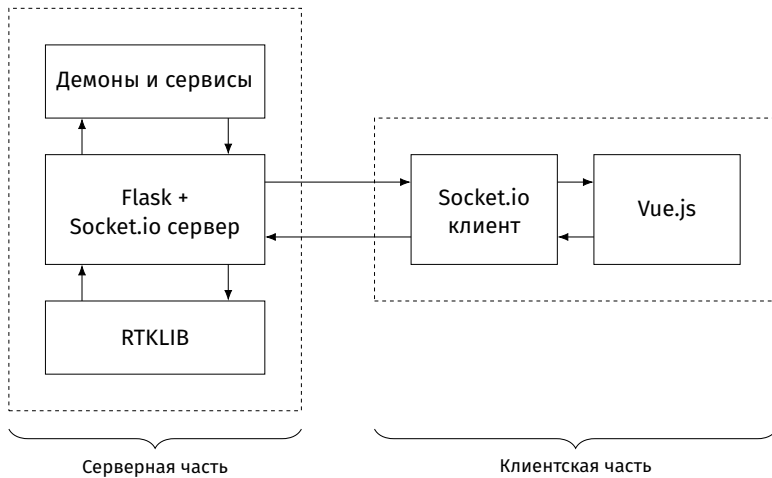 Демоны и сервисы
Flask +
Socket.io сервер
RTKLIB
Socket.io
клиент
Vue.js
Серверная часть
Клиентская часть